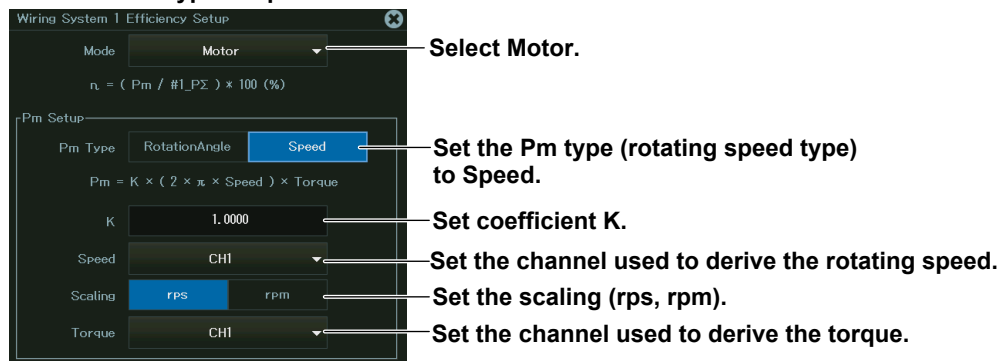 Wiring System 1 Efficiency Setup
Mode Motor Select Motor.
η = ( Pm / #1_PΣ ) * 100 (%)
Pm Setup
Pm Type RotationAngle Speed Set the Pm type (rotating speed type)
to Speed.
Pm = K × ( 2 × π × Speed ) × Torque
K 1.0000 Set coefficient K.
Speed CH1 Set the channel used to derive the rotating speed.
Scaling rps rpm Set the scaling (rps, rpm).
Torque CH1 Set the channel used to derive the torque.